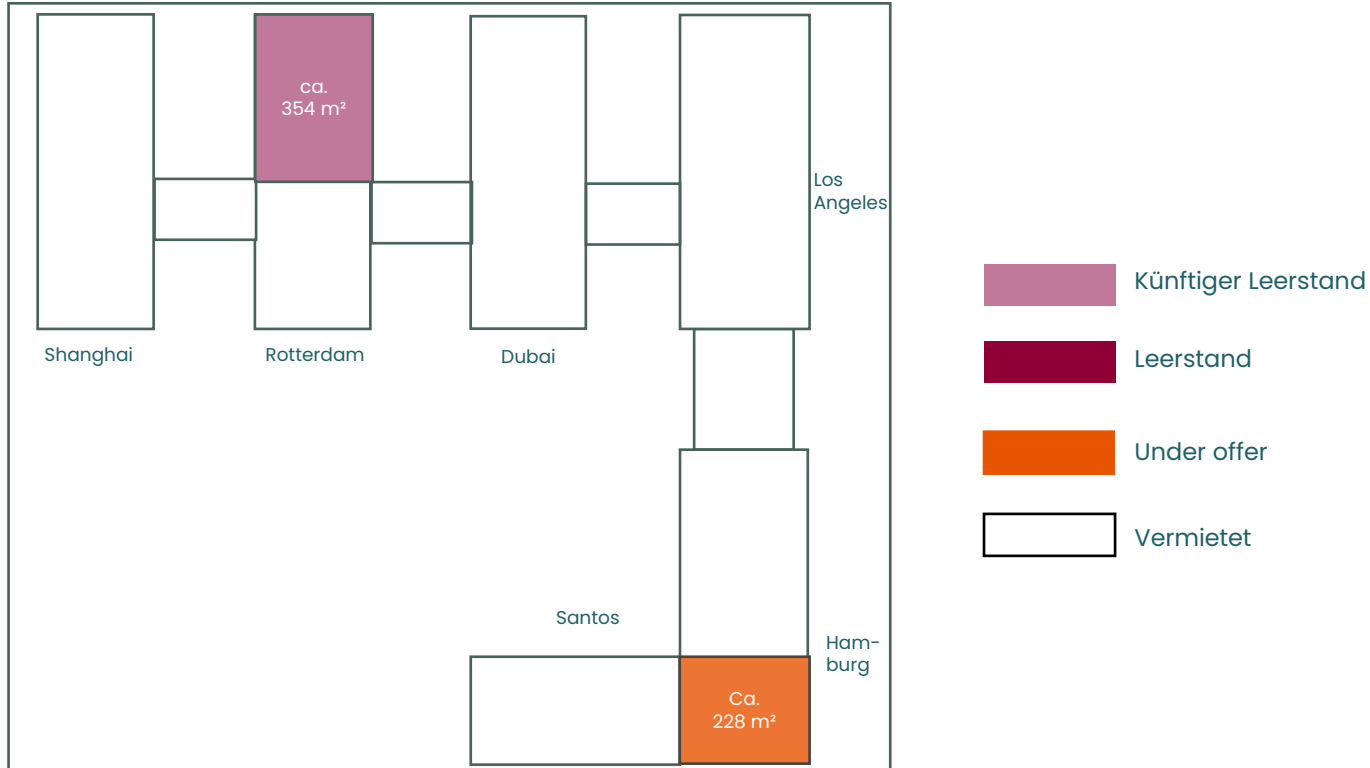 ca.
354 m²
Los
Angeles
Shanghai
Rotterdam
Dubai
Santos
Ham-
burg
Ca.
228 m²
Künftiger Leerstand
Leerstand
Under offer
Vermietet